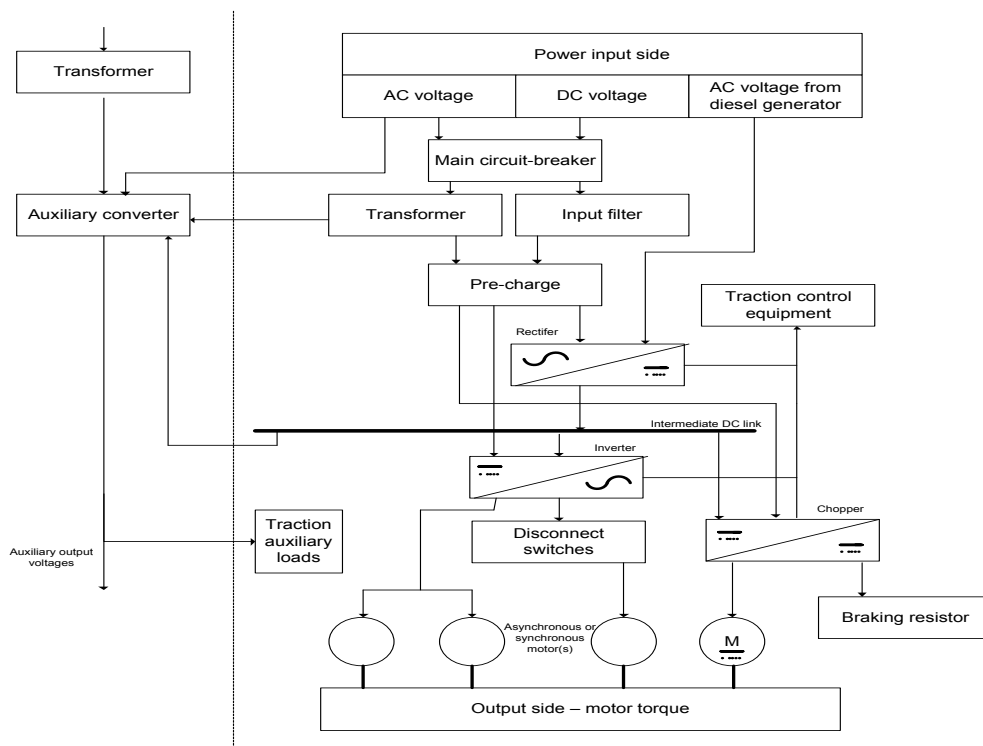 Power input side
Transformer
AC voltage
DC voltage
AC voltage from
diesel generator
Main circuit-breaker
Auxiliary converter
Transformer
Input filter
Pre-charge
Traction control
equipment
Rectifer
Intermediate DC link
Inverter
Chopper
Traction
auxiliary
loads
Disconnect
switches
Auxiliary output
voltages
Braking resistor
Asynchronous or
synchronous
motor(s)
M
Output side – motor torque